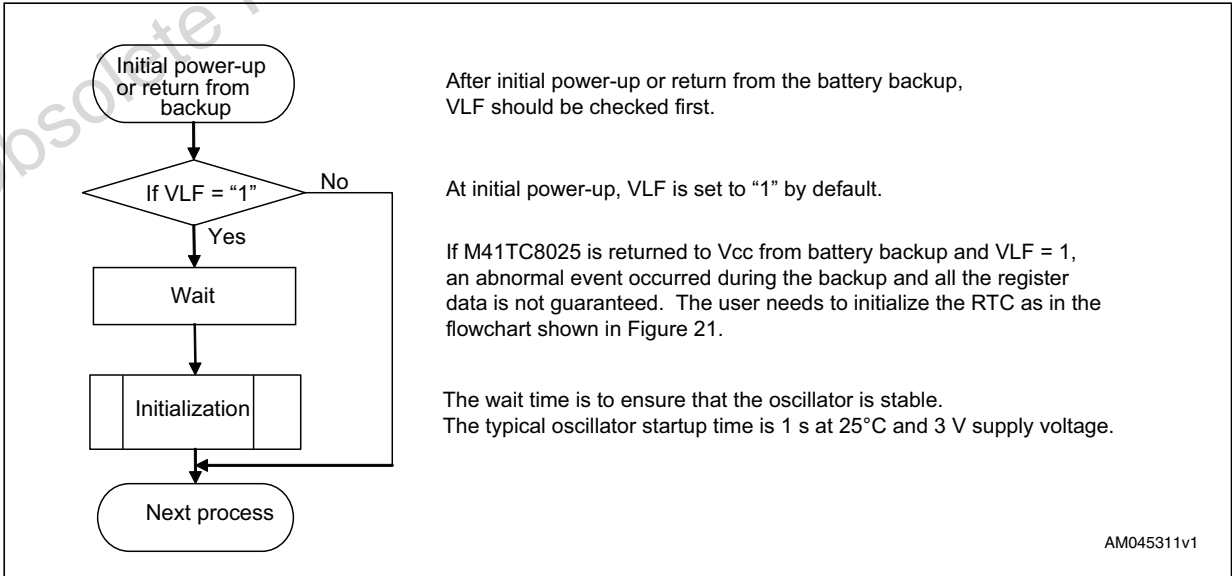 Obsolete
Initial power-up
or return from
backup
After initial power-up or return from the battery backup,
VLF should be checked first.
If VLF = “1”
No
At initial power-up, VLF is set to “1” by default.
Yes
Wait
If M41TC8025 is returned to Vcc from battery backup and VLF = 1,
an abnormal event occurred during the backup and all the register
data is not guaranteed. The user needs to initialize the RTC as in the
flowchart shown in Figure 21.
Initialization
The wait time is to ensure that the oscillator is stable.
The typical oscillator startup time is 1 s at 25°C and 3 V supply voltage.
Next process
AM045311v1